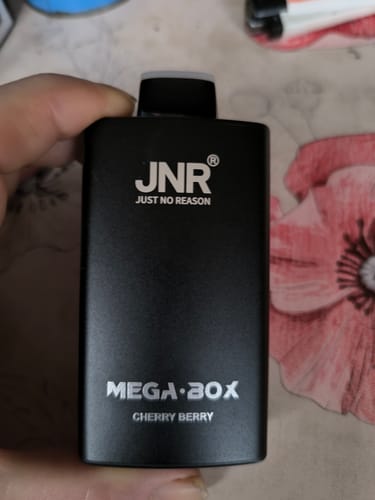 JNR®
JUST NO REASON
MEGA·BOX
CHERRY BERRY